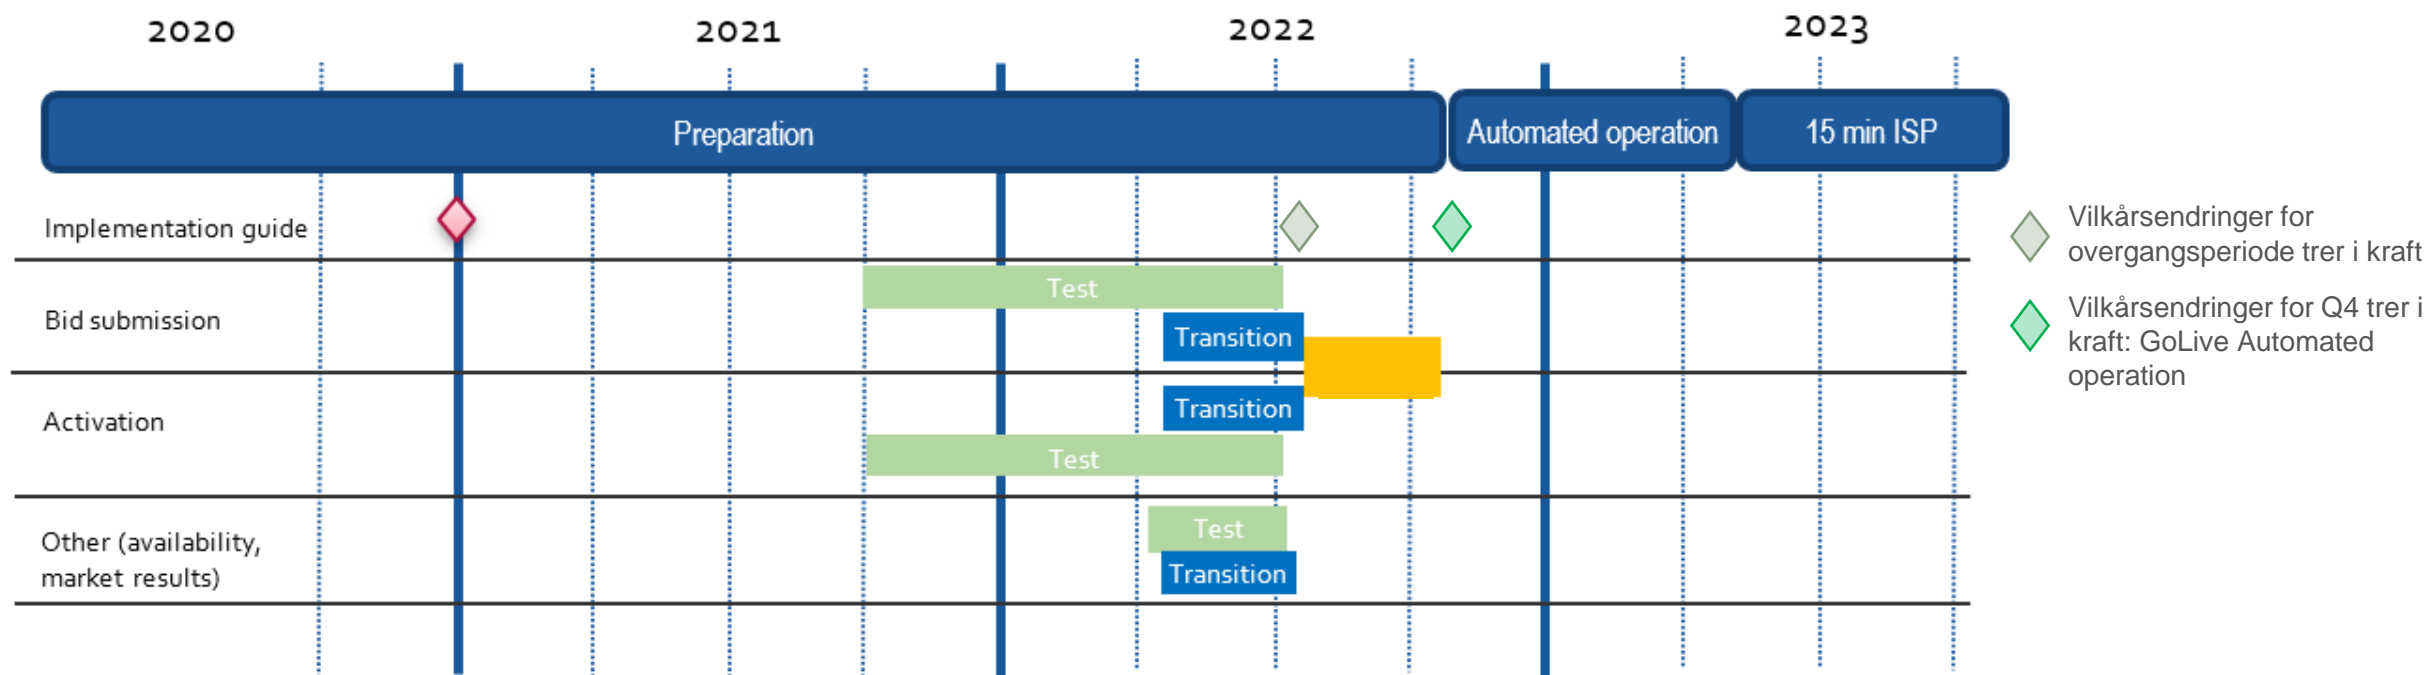 2020 2021 2022 2023
Preparation Automated operation 15 min ISP
Implementation guide
Vilkårsendringer for
overgangsperiode trer i kraft
Vilkårsendringer for Q4 trer i
kraft: GoLive Automated
operation
Test
Bid submission
Transition
Activation
Transition
Test
Other (availability,
market results)
Test
Transition